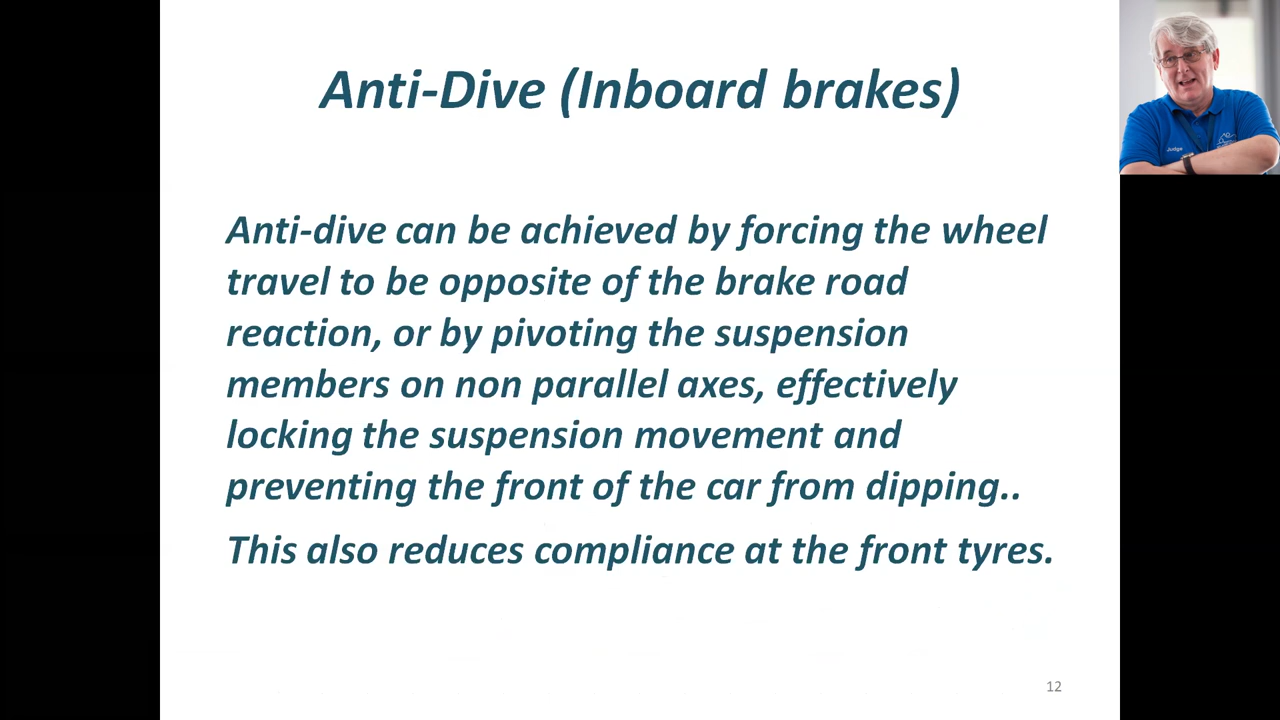 Anti-Dive (Inboard brakes)
Anti-dive can be achieved by forcing the wheel
travel to be opposite of the brake road
reaction, or by pivoting the suspension
members on non parallel axes, effectively
locking the suspension movement and
preventing the front of the car from dipping..
This also reduces compliance at the front tyres.
12
Judge